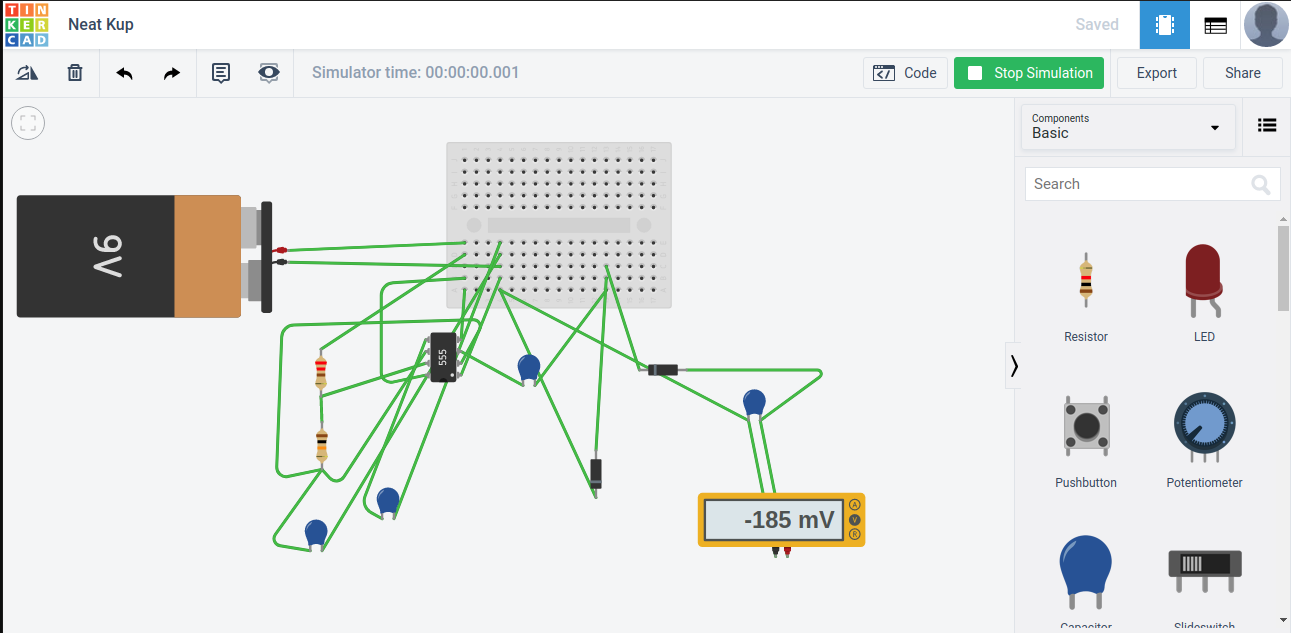 TIN
KER
CAD
Neat Kup
Saved
Simulator time: 00:00:00.001
Code
Stop Simulation
Export
Share
Components
Basic
Search
9V
555
-185 mV
A
V
R
Resistor
LED
Pushbutton
Potentiometer
Capacitor
Slideswitch